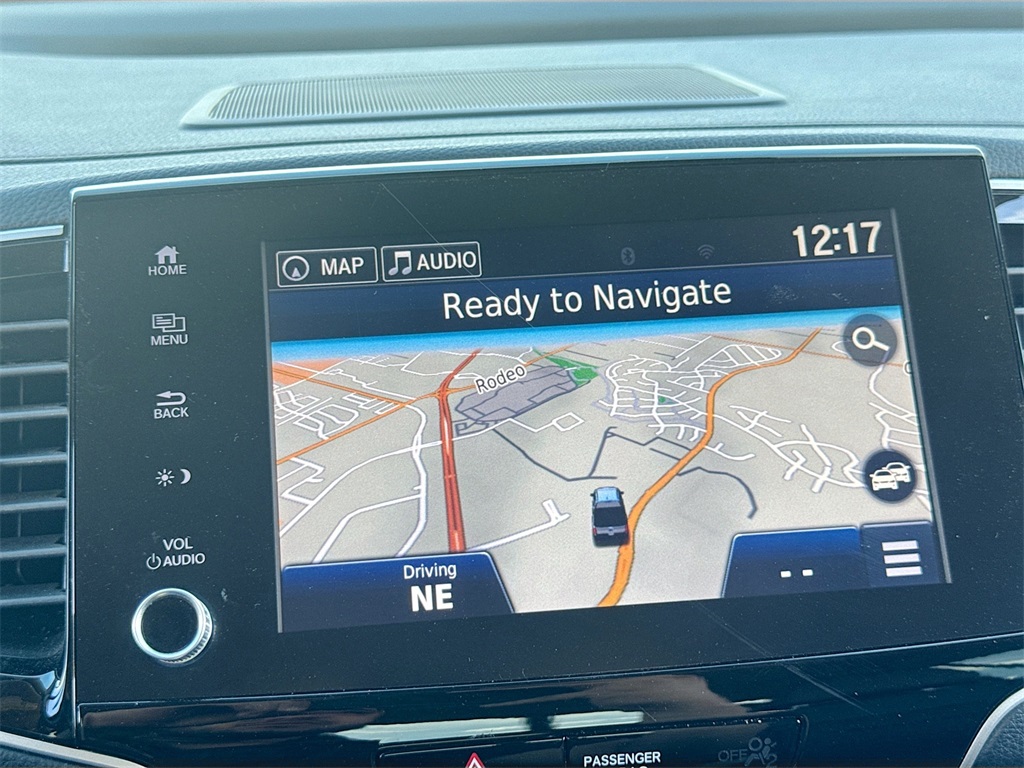 12:17
MAP
AUDIO
HOME
Ready to Navigate
MENU
Rodeo
BACK
VOL
AUDIO
Driving
NE
--
PASSENGER
OFF